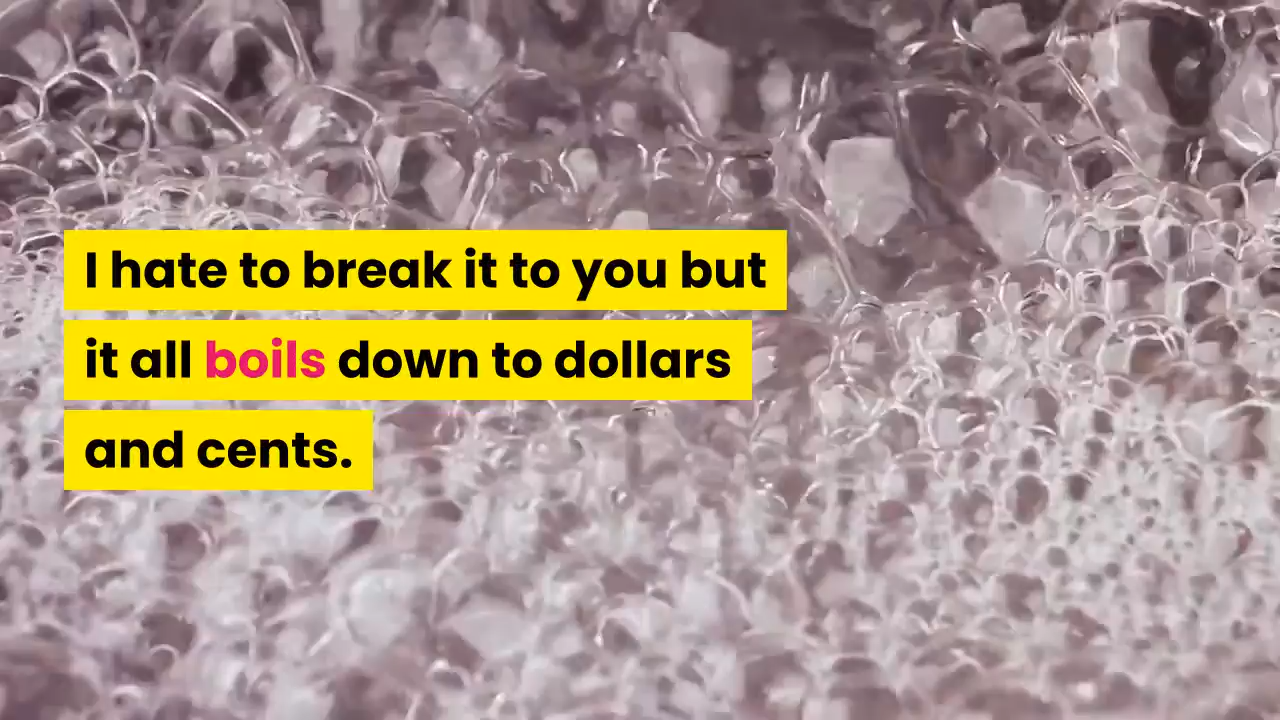 I hate to break it to you but
it all boils down to dollars
and cents.